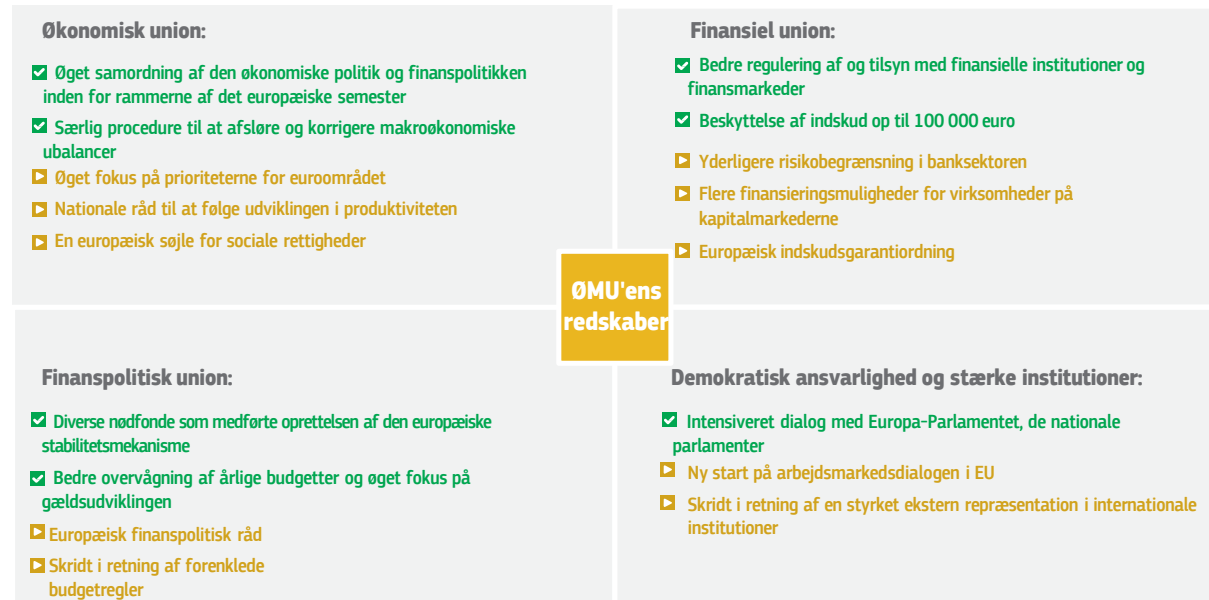 Økonomisk union:
Øget samordning af den økonomiske politik og finanspolitikken
inden for rammerne af det europæiske semester
Særlig procedure til at afsløre og korrigere makroøkonomiske
ubalancer
Øget fokus på prioriteterne for euroområdet
Nationale råd til at følge udviklingen i produktiviteten
En europæisk søjle for sociale rettigheder
Finansiel union:
Bedre regulering af og tilsyn med finansielle institutioner og
finansmarkeder
Beskyttelse af indskud op til 100 000 euro
Yderligere risikobegrænsning i banksektoren
Flere finansieringsmuligheder for virksomheder på
kapitalmarkederne
Europæisk indskudsgarantiordning
ØMU'ens
redskaber
Finanspolitisk union:
Diverse nødfonde som medførte oprettelsen af den europæiske
stabilitetsmekanisme
Bedre overvågning af årlige budgetter og øget fokus på
gældsudviklingen
Europæisk finanspolitisk råd
Skridt i retning af forenklede
budgetregler
Demokratisk ansvarlighed og stærke institutioner:
Intensiveret dialog med Europa-Parlamentet, de nationale
parlamenter
Ny start på arbejdsmarkedsdialogen i EU
Skridt i retning af en styrket ekstern repræsentation i internationale
institutioner